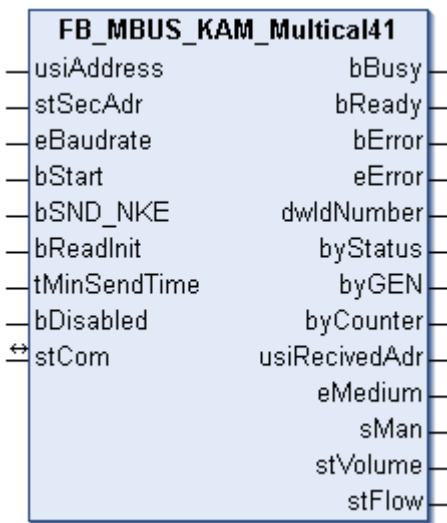 FB_MBUS_KAM_Multical41
usiAddress bBusy
stSecAdr bReady
eBaudrate bError
bStart eError
bSND_NKE dwIdNumber
bReadInit byStatus
tMinSendTime byGEN
bDisabled byCounter
stCom usiRecivedAdr
eMedium
sMan
stVolume
stFlow